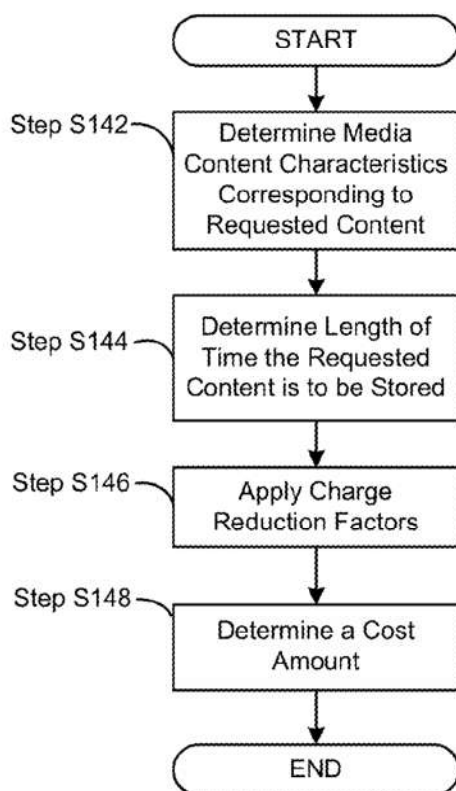 START
Step S142
Determine Media
Content Characteristics
Corresponding to
Requested Content
Step S144
Determine Length of
Time the Requested
Content is to be Stored
Step S146
Apply Charge
Reduction Factors
Step S148
Determine a Cost
Amount
END